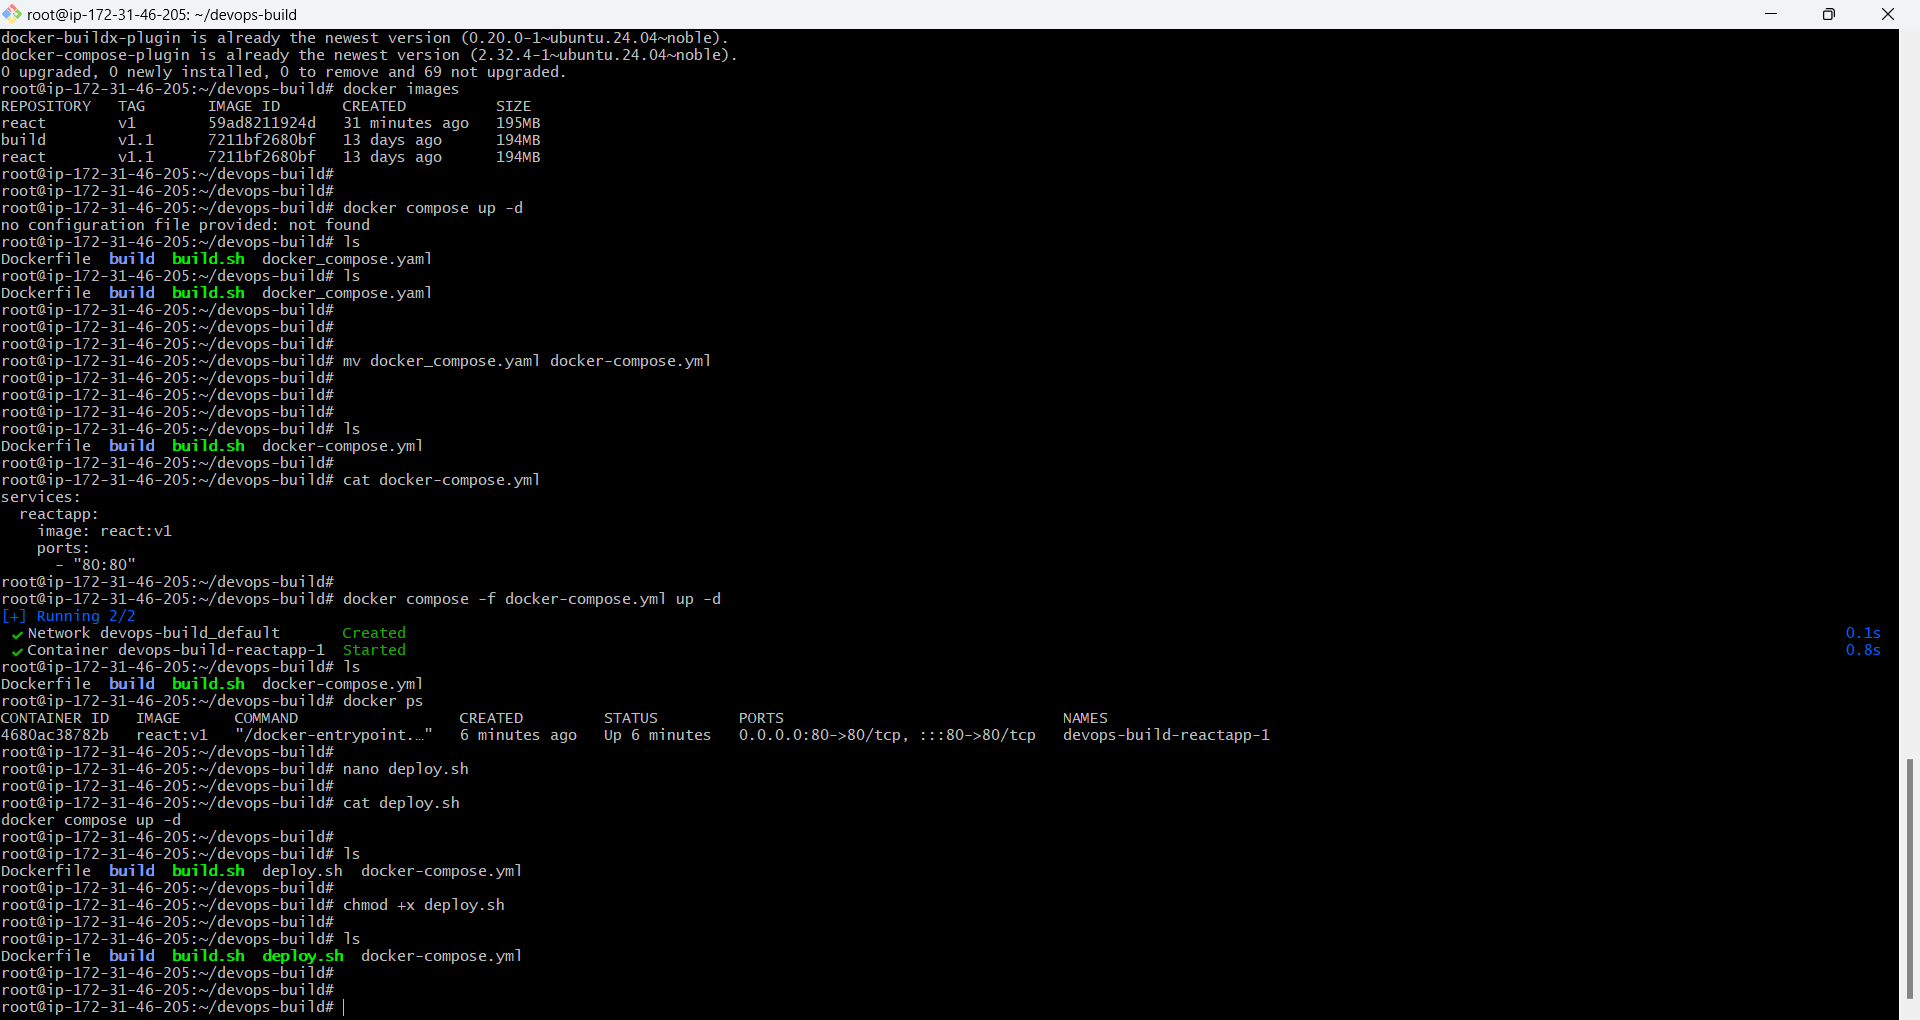 root@ip-172-31-46-205: ~/devops-build
docker-buildx-plugin is already the newest version (0.20.0-1~ubuntu.24.04~noble).
docker-compose-plugin is already the newest version (2.32.4-1~ubuntu.24.04~noble).
0 upgraded, 0 newly installed, 0 to remove and 69 not upgraded.
root@ip-172-31-46-205:~/devops-build# docker images
REPOSITORY   TAG       IMAGE ID       CREATED          SIZE
react        v1        59ad8211924d   31 minutes ago   195MB
build        v1.1      7211bf2680bf   13 days ago      194MB
react        v1.1      7211bf2680bf   13 days ago      194MB
root@ip-172-31-46-205:~/devops-build#
root@ip-172-31-46-205:~/devops-build#
root@ip-172-31-46-205:~/devops-build# docker compose up -d
no configuration file provided: not found
root@ip-172-31-46-205:~/devops-build# ls
Dockerfile  build  build.sh  docker_compose.yaml
root@ip-172-31-46-205:~/devops-build# ls
Dockerfile  build  build.sh  docker_compose.yaml
root@ip-172-31-46-205:~/devops-build#
root@ip-172-31-46-205:~/devops-build#
root@ip-172-31-46-205:~/devops-build#
root@ip-172-31-46-205:~/devops-build# mv docker_compose.yaml docker-compose.yml
root@ip-172-31-46-205:~/devops-build#
root@ip-172-31-46-205:~/devops-build#
root@ip-172-31-46-205:~/devops-build#
root@ip-172-31-46-205:~/devops-build# ls
Dockerfile  build  build.sh  docker-compose.yml
root@ip-172-31-46-205:~/devops-build#
root@ip-172-31-46-205:~/devops-build# cat docker-compose.yml
services:
  reactapp:
    image: react:v1
    ports:
      - "80:80"
root@ip-172-31-46-205:~/devops-build#
root@ip-172-31-46-205:~/devops-build# docker compose -f docker-compose.yml up -d
[+] Running 2/2
 ✔ Network devops-build_default       Created 0.1s
 ✔ Container devops-build-reactapp-1  Started 0.8s
root@ip-172-31-46-205:~/devops-build# ls
Dockerfile  build  build.sh  docker-compose.yml
root@ip-172-31-46-205:~/devops-build# docker ps
CONTAINER ID   IMAGE      COMMAND                  CREATED         STATUS         PORTS                               NAMES
4680ac38782b   react:v1   "/docker-entrypoint.…"   6 minutes ago   Up 6 minutes   0.0.0.0:80->80/tcp, :::80->80/tcp   devops-build-reactapp-1
root@ip-172-31-46-205:~/devops-build#
root@ip-172-31-46-205:~/devops-build# nano deploy.sh
root@ip-172-31-46-205:~/devops-build#
root@ip-172-31-46-205:~/devops-build# cat deploy.sh
docker compose up -d
root@ip-172-31-46-205:~/devops-build#
root@ip-172-31-46-205:~/devops-build# ls
Dockerfile  build  build.sh  deploy.sh  docker-compose.yml
root@ip-172-31-46-205:~/devops-build#
root@ip-172-31-46-205:~/devops-build# chmod +x deploy.sh
root@ip-172-31-46-205:~/devops-build#
root@ip-172-31-46-205:~/devops-build# ls
Dockerfile  build  build.sh  deploy.sh  docker-compose.yml
root@ip-172-31-46-205:~/devops-build#
root@ip-172-31-46-205:~/devops-build#
root@ip-172-31-46-205:~/devops-build#